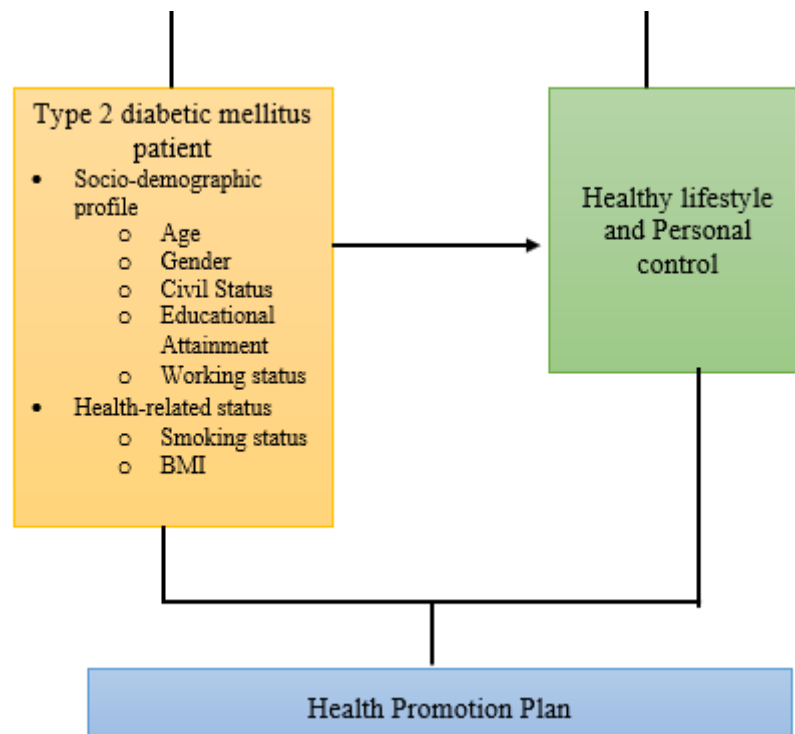 Type 2 diabetic mellitus
patient
• Socio-demographic
profile
o Age
o Gender
o Civil Status
o Educational
Attainment
o Working status
• Health-related status
o Smoking status
o BMI
Healthy lifestyle
and Personal
control
Health Promotion Plan